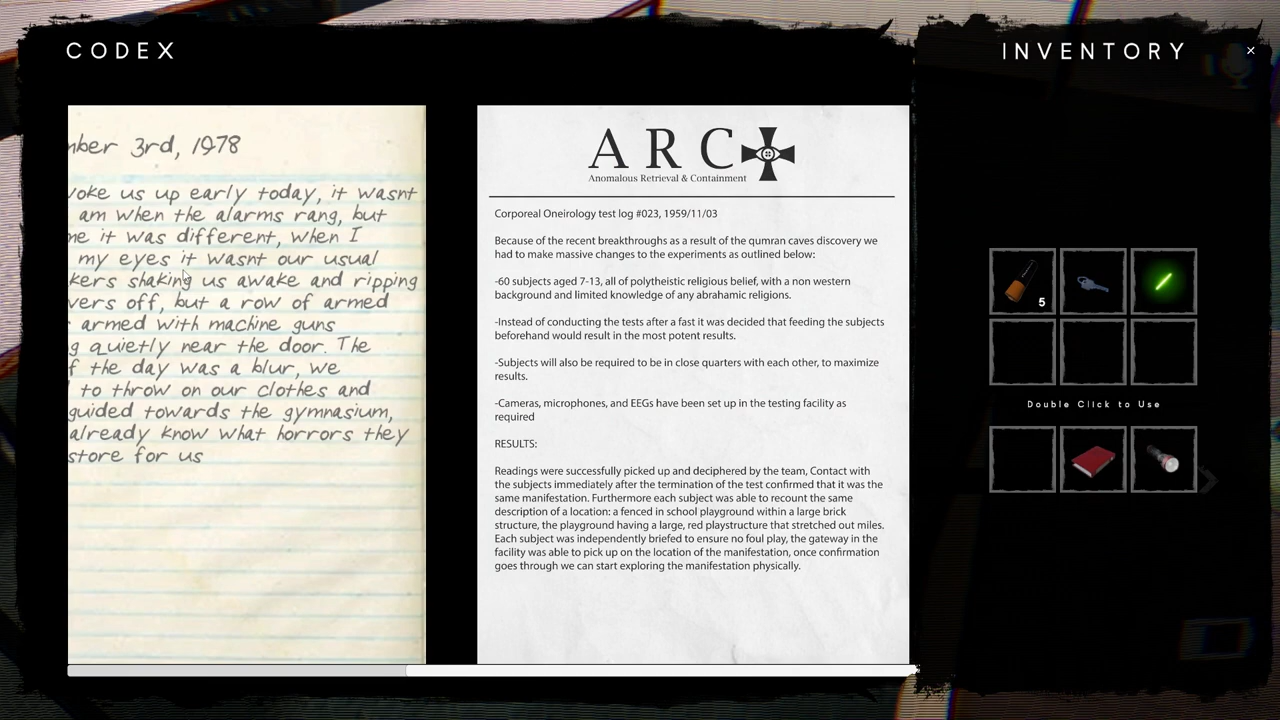 CODEX
INVENTORY
3rd, 1978
us up early today, it wasnt
am when the alarms rang, but
it was different, when I
my eyes it wasnt our usual
shaking us awake and ripping
off, but a row of armed
armed with machine guns
quietly near the door. The
the day was a blur, we
to throw on our clothes and
guided towards the gymnasium,
already know what horrors they
store for us
ARC
Anomalous Retrieval & Containment
Corporeal Oneirology test log #023, 1959/11/03
Because of the recent breakthroughs as a result of the qumran caves discovery we
had to make massive changes to the experiments as outlined below:
-60 subjects aged 7-13, all of polytheistic religious belief, with a non western
background and limited knowledge of any abrahamic religions.
-Instead of conducting the tests after a fast it was decided that feeding the subjects
beforehand would result in the most potent results.
-Subjects will also be required to be in close quarters with each other, to maximize
results.
-Cameras, microphones, and EEGs have been set up in the testing facility as
required
RESULTS:
Readings were successfully picked up and deciphered by the team, Contact with
the subjects immediately after the termination of the test confirmed that it was the
same manifestation. Furthermore each subject was able to recount the same
description of a location: a fenced in school playground within a large brick
structure, the playground having a large, red playstructure that stretched out miles.
Each subject was independently briefed to ensure no foul play, the gateway in the
facility was able to pick up on the location of the manifestation, once confirmation
goes through we can start exploring the manifestation physically.
5
Double Click to Use